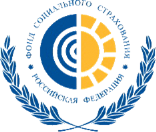 ФОНД СОЦИАЛЬНОГО СТРАХОВАНИЯ
РОССИЙСКАЯ ФЕДЕРАЦИЯ